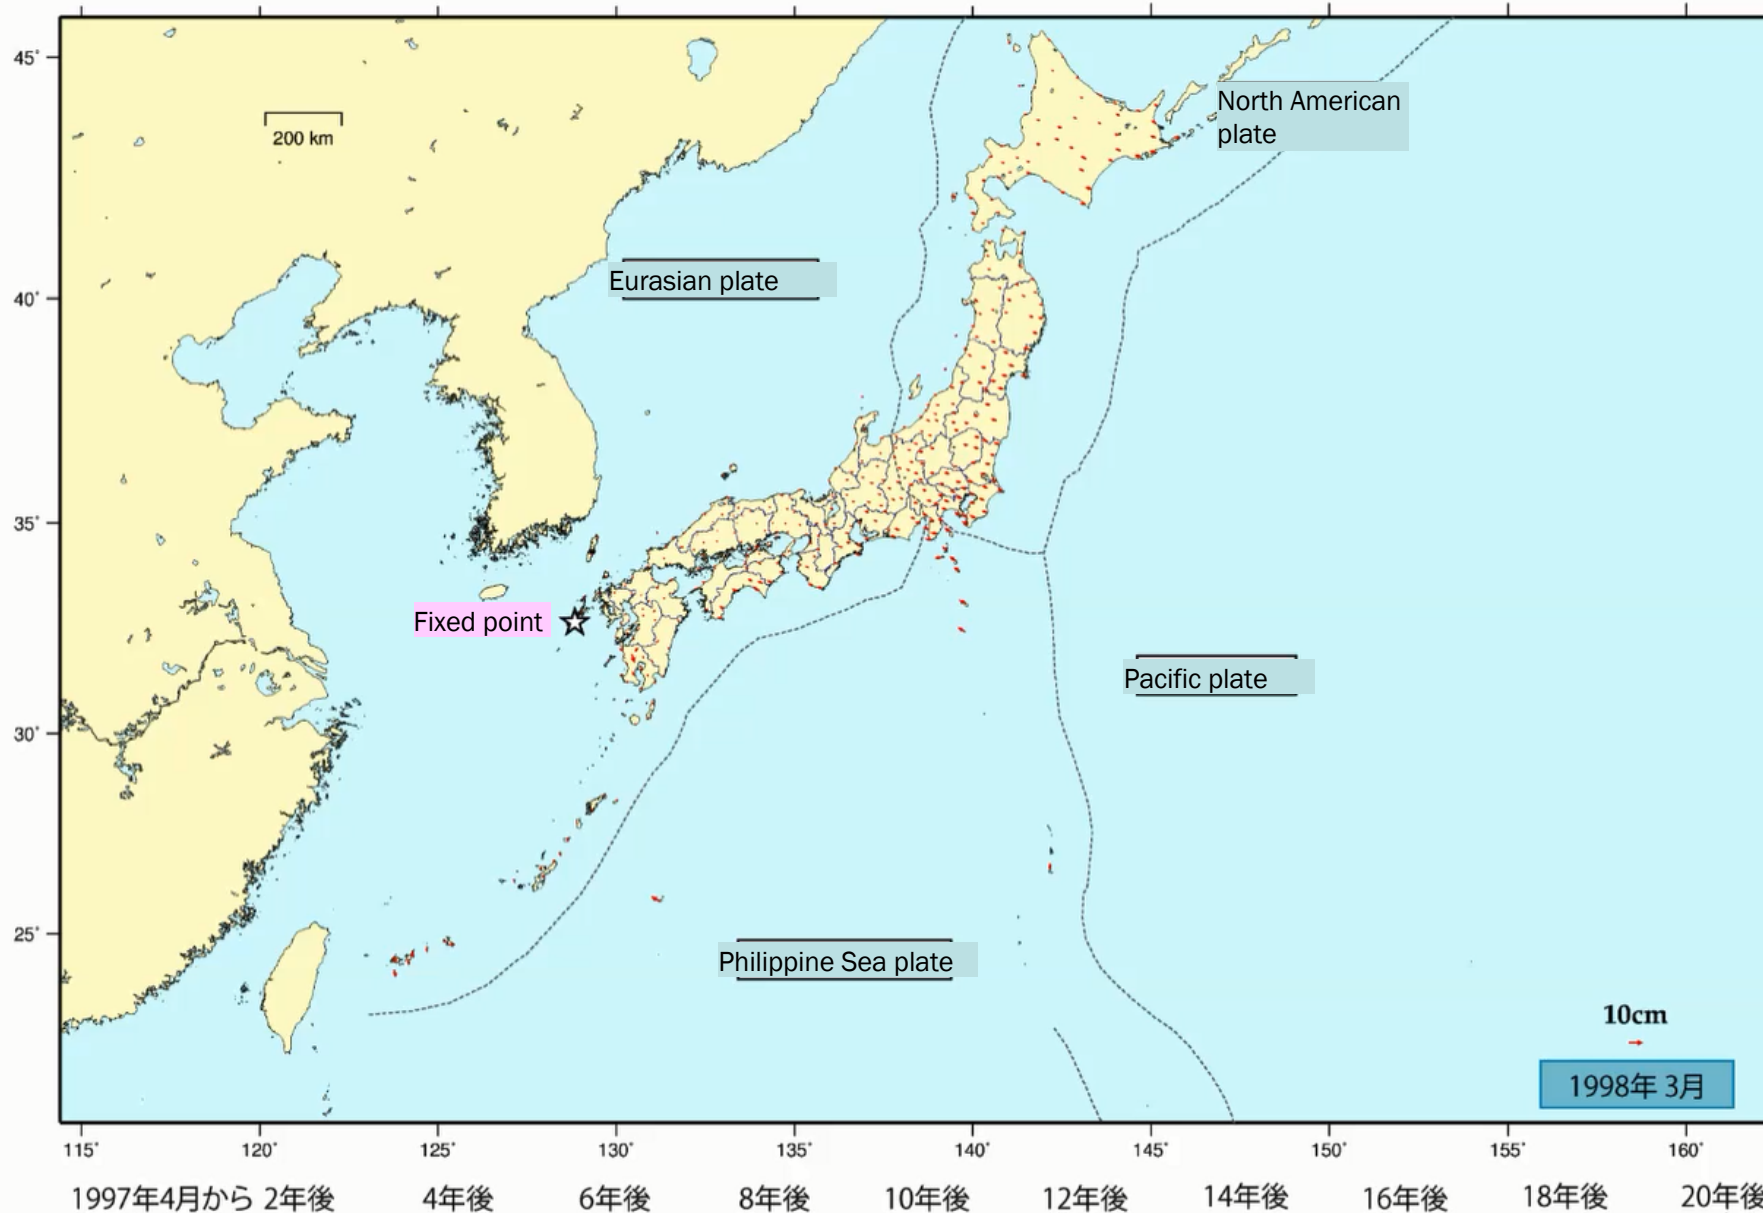 45°
North American
plate
200 km
Eurasian plate
40°
35°
Fixed point
Pacific plate
30°
25°
Philippine Sea plate
10cm
1998年 3月
115° 120° 125° 130° 135° 140° 145° 150° 155° 160°
1997年4月から 2年後 4年後 6年後 8年後 10年後 12年後 14年後 16年後 18年後 20年後